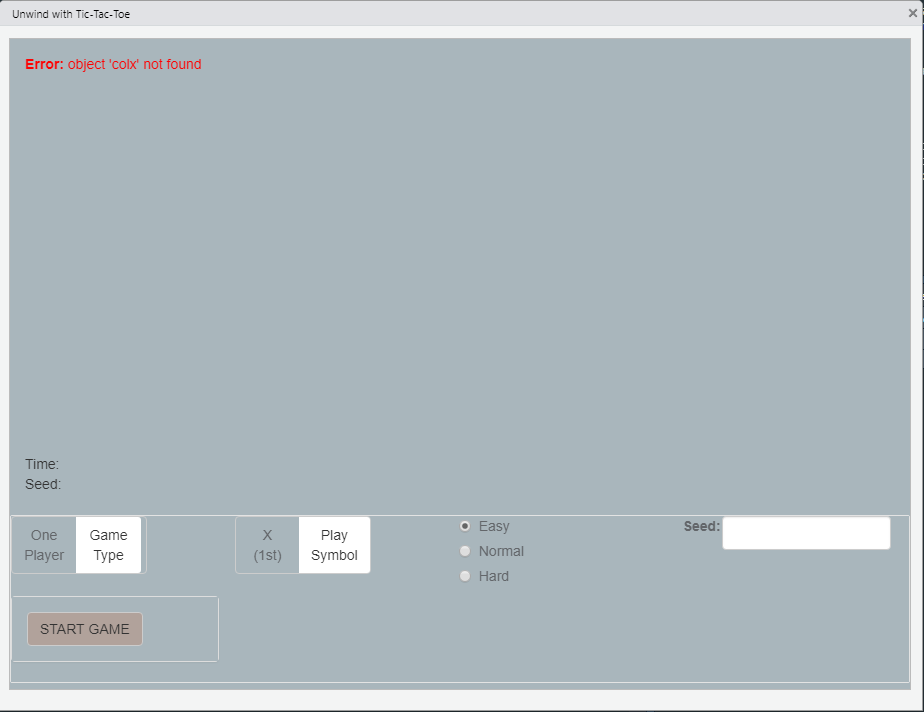 Unwind with Tic-Tac-Toe
Error: object 'colx' not found
Time:
Seed:
One
Player
Game
Type
X
(1st)
Play
Symbol
Easy
Normal
Hard
Seed:
START GAME